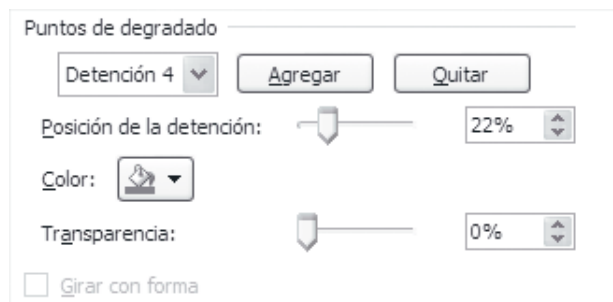 Puntos de degradado
Detención 4 Agregar Quitar
Posición de la detención: 22%
Color:
Transparencia: 0%
Girar con forma